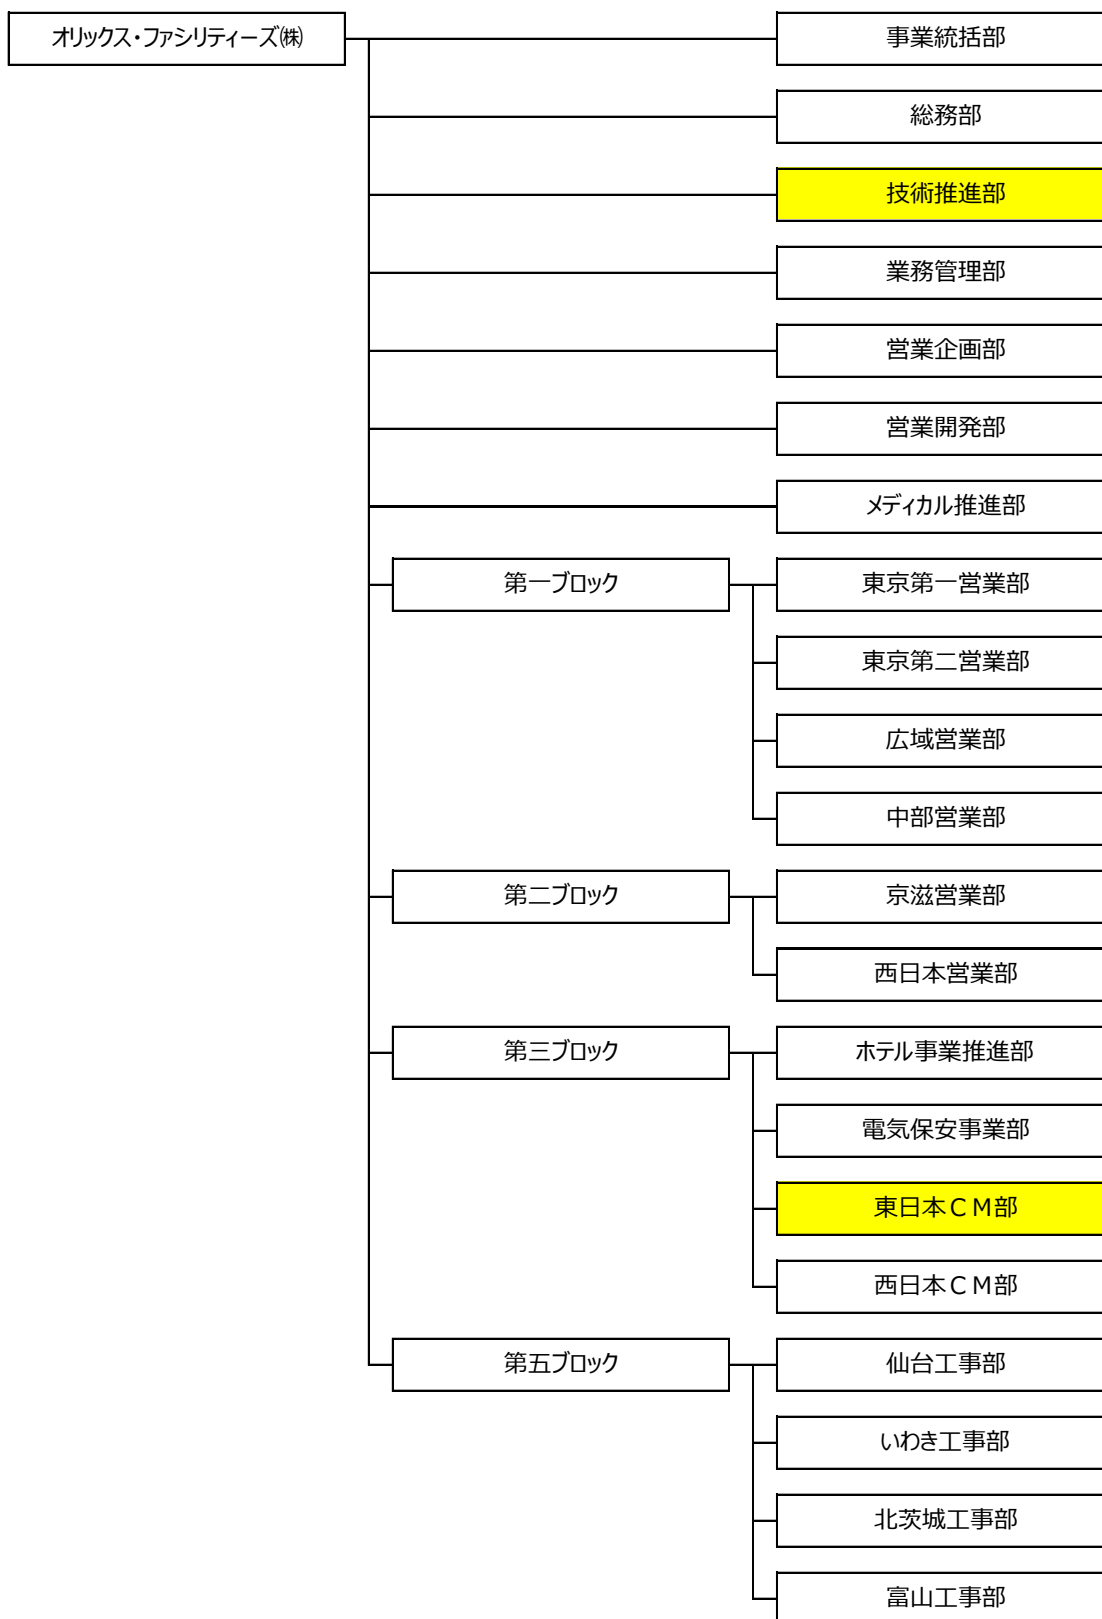 オリックス・ファシリティーズ㈱
事業統括部
総務部
技術推進部
業務管理部
営業企画部
営業開発部
メディカル推進部
第一ブロック
東京第一営業部
東京第二営業部
広域営業部
中部営業部
第二ブロック
京滋営業部
西日本営業部
第三ブロック
ホテル事業推進部
電気保安事業部
東日本ＣＭ部
西日本ＣＭ部
第五ブロック
仙台工事部
いわき工事部
北茨城工事部
富山工事部